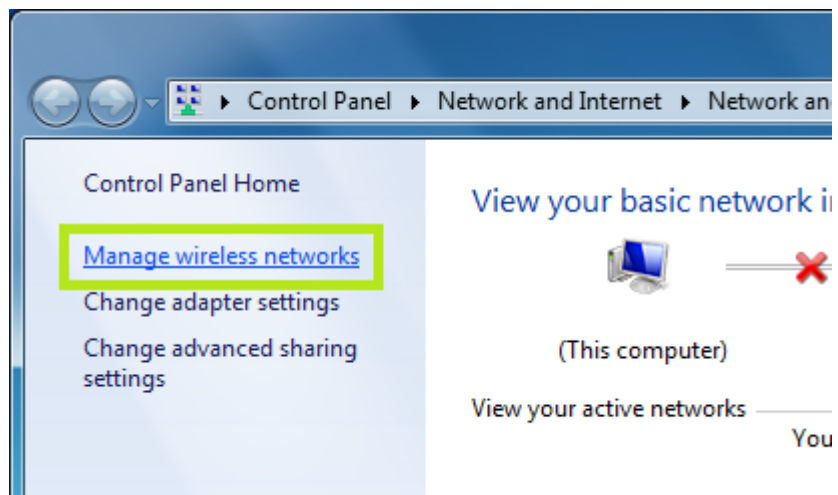 Control Panel Network and Internet Network an
Control Panel Home
View your basic network i
Manage wireless networks
Change adapter settings
Change advanced sharing
settings
(This computer)
View your active networks
You